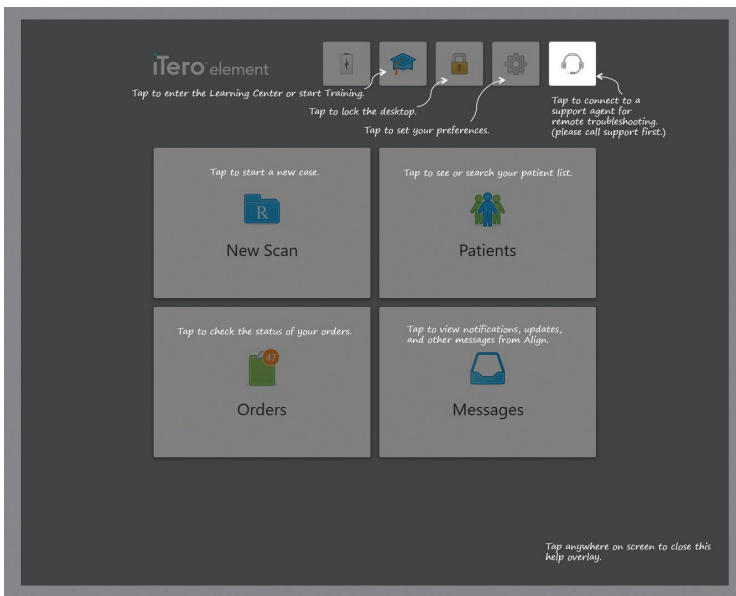 iTero element
Tap to enter the Learning Center or start Training.
Tap to lock the desktop.
Tap to set your preferences.
Tap to connect to a
support agent for
remote troubleshooting.
(please call support first.)
Tap to start a new case.
R
New Scan
Tap to see or search your patient list.
Patients
Tap to check the status of your orders.
47
Orders
Tap to view notifications, updates,
and other messages from Align.
Messages
Tap anywhere on screen to close this
help overlay.